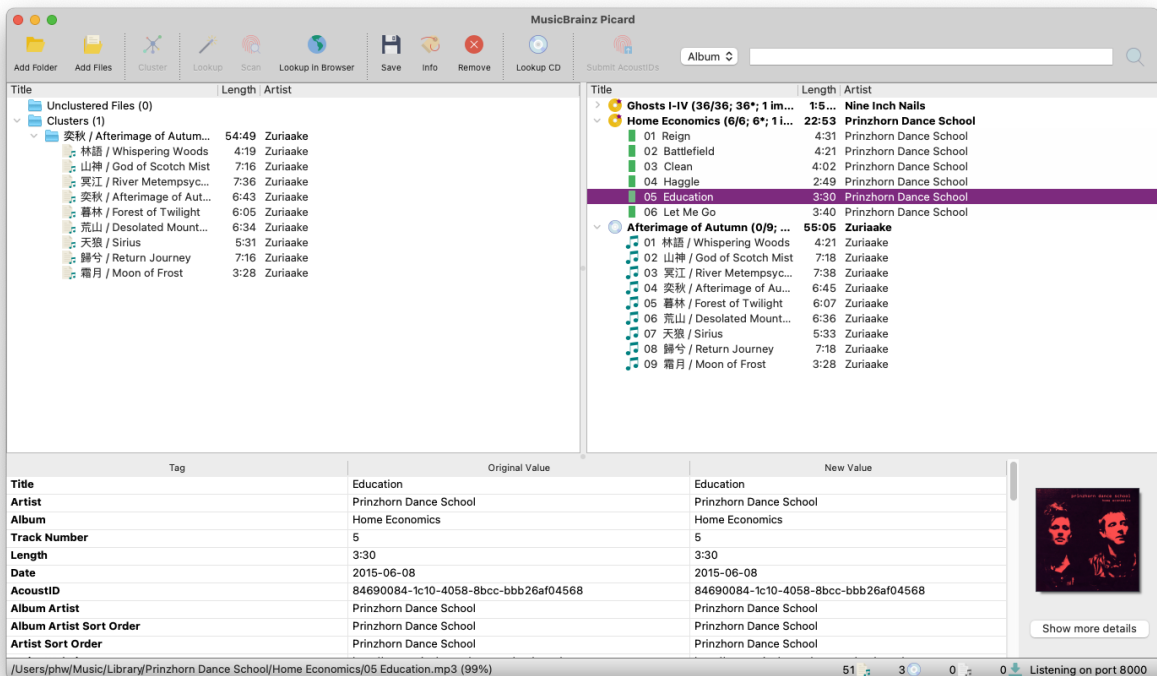 MusicBrainz Picard
Add Folder Add Files Cluster Lookup Scan Lookup in Browser Save Info Remove Lookup CD Submit AcoustIDs Album
Title Length Artist
Unclustered Files (0)
Clusters (1)
奕秋 / Afterimage of Autum... 54:49 Zuriaake
林語 / Whispering Woods 4:19 Zuriaake
山神 / God of Scotch Mist 7:16 Zuriaake
冥江 / River Metempsyc... 7:36 Zuriaake
奕秋 / Afterimage of Aut... 6:43 Zuriaake
暮林 / Forest of Twilight 6:05 Zuriaake
荒山 / Desolated Mount... 6:34 Zuriaake
天狼 / Sirius 5:31 Zuriaake
歸兮 / Return Journey 7:16 Zuriaake
霜月 / Moon of Frost 3:28 Zuriaake
Title Length Artist
Ghosts I-IV (36/36; 36*; 1 im... 1:5... Nine Inch Nails
Home Economics (6/6; 6*; 1 i... 22:53 Prinzhorn Dance School
01 Reign 4:31 Prinzhorn Dance School
02 Battlefield 4:21 Prinzhorn Dance School
03 Clean 4:02 Prinzhorn Dance School
04 Haggle 2:49 Prinzhorn Dance School
05 Education 3:30 Prinzhorn Dance School
06 Let Me Go 3:40 Prinzhorn Dance School
Afterimage of Autumn (0/9; ... 55:05 Zuriaake
01 林語 / Whispering Woods 4:21 Zuriaake
02 山神 / God of Scotch Mist 7:18 Zuriaake
03 冥江 / River Metempsyc... 7:38 Zuriaake
04 奕秋 / Afterimage of Au... 6:45 Zuriaake
05 暮林 / Forest of Twilight 6:07 Zuriaake
06 荒山 / Desolated Mount... 6:36 Zuriaake
07 天狼 / Sirius 5:33 Zuriaake
08 歸兮 / Return Journey 7:18 Zuriaake
09 霜月 / Moon of Frost 3:28 Zuriaake
Tag Original Value New Value
Title Education Education
Artist Prinzhorn Dance School Prinzhorn Dance School
Album Home Economics Home Economics
Track Number 5 5
Length 3:30 3:30
Date 2015-06-08 2015-06-08
AcoustID 84690084-1c10-4058-8bcc-bbb26af04568 84690084-1c10-4058-8bcc-bbb26af04568
Album Artist Prinzhorn Dance School Prinzhorn Dance School
Album Artist Sort Order Prinzhorn Dance School Prinzhorn Dance School
Artist Sort Order Prinzhorn Dance School Prinzhorn Dance School
prinzhorn dance school
home economics
Show more details
/Users/phw/Music/Library/Prinzhorn Dance School/Home Economics/05 Education.mp3 (99%) 51 3 0 0 Listening on port 8000